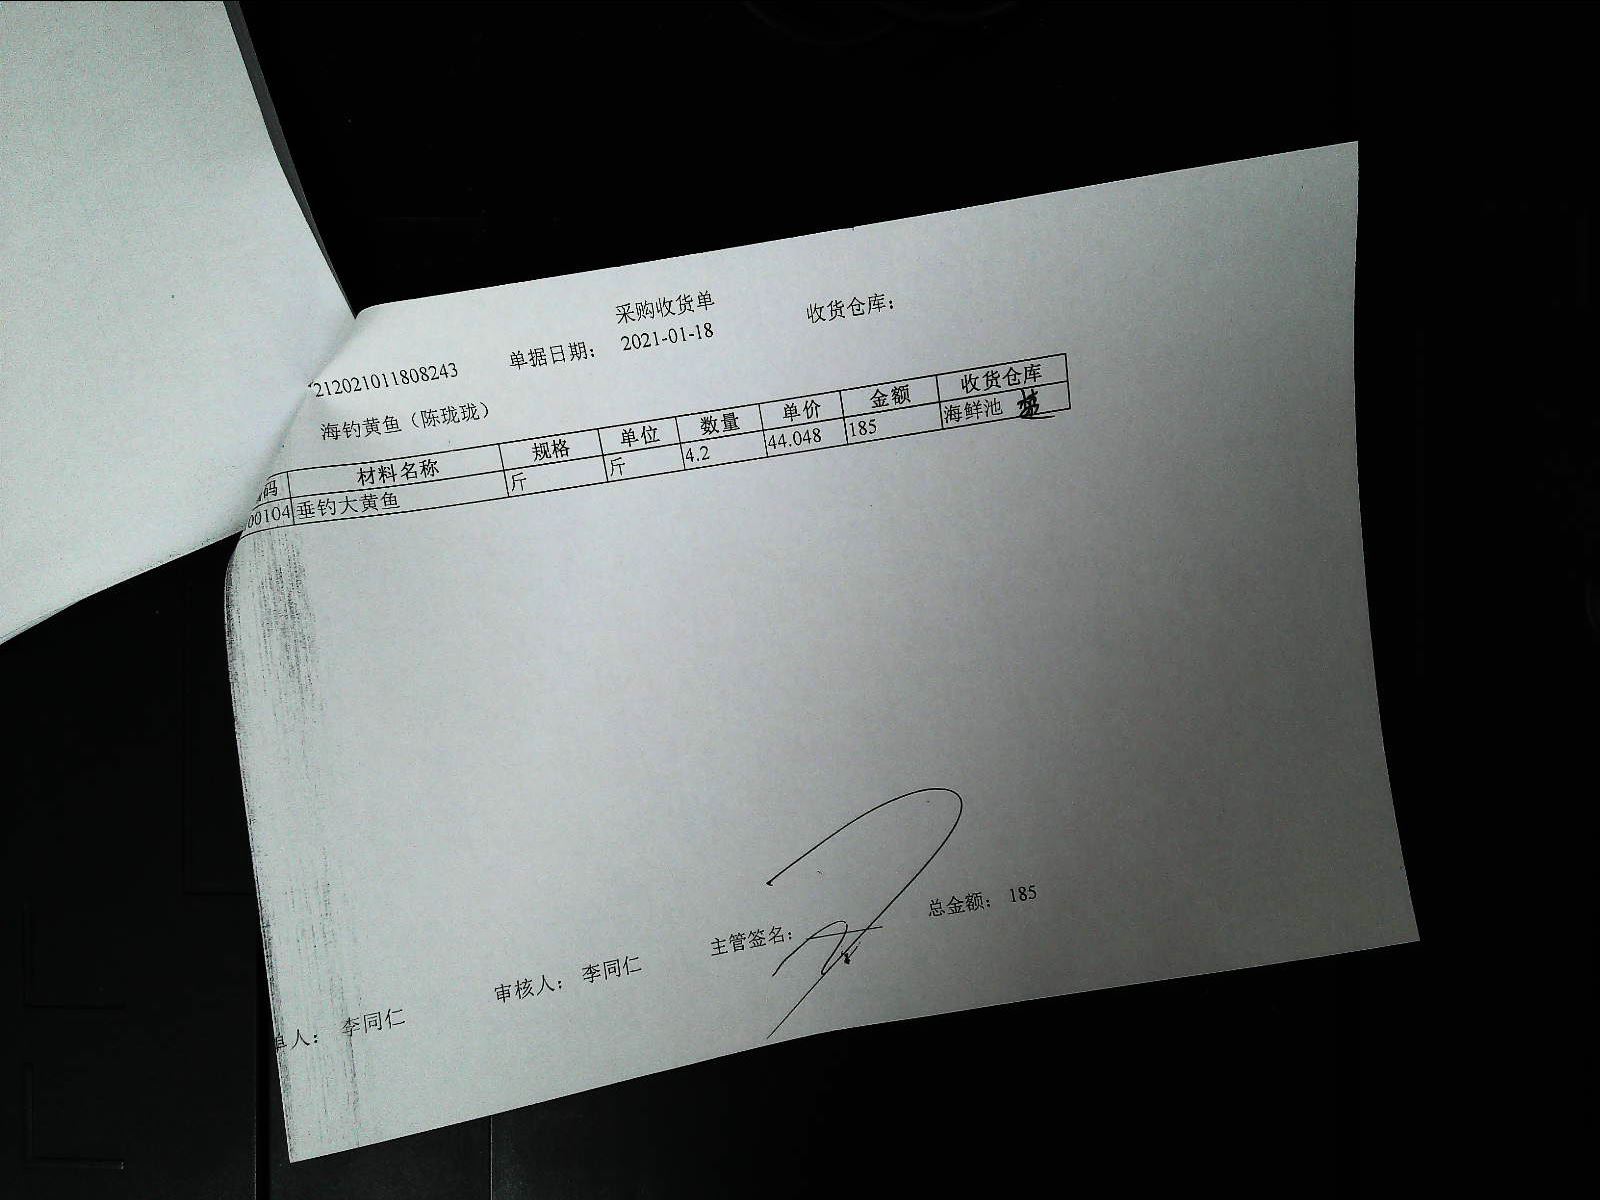 采购收货单
212021011808243 单据日期： 2021-01-18 收货仓库：
海钓黄鱼（陈珑珑）
码 材料名称 规格 单位 数量 单价 金额 收货仓库
00104 垂钓大黄鱼 斤 斤 4.2 44.048 185 海鲜池
单人： 李同仁 审核人： 李同仁 主管签名： 总金额： 185